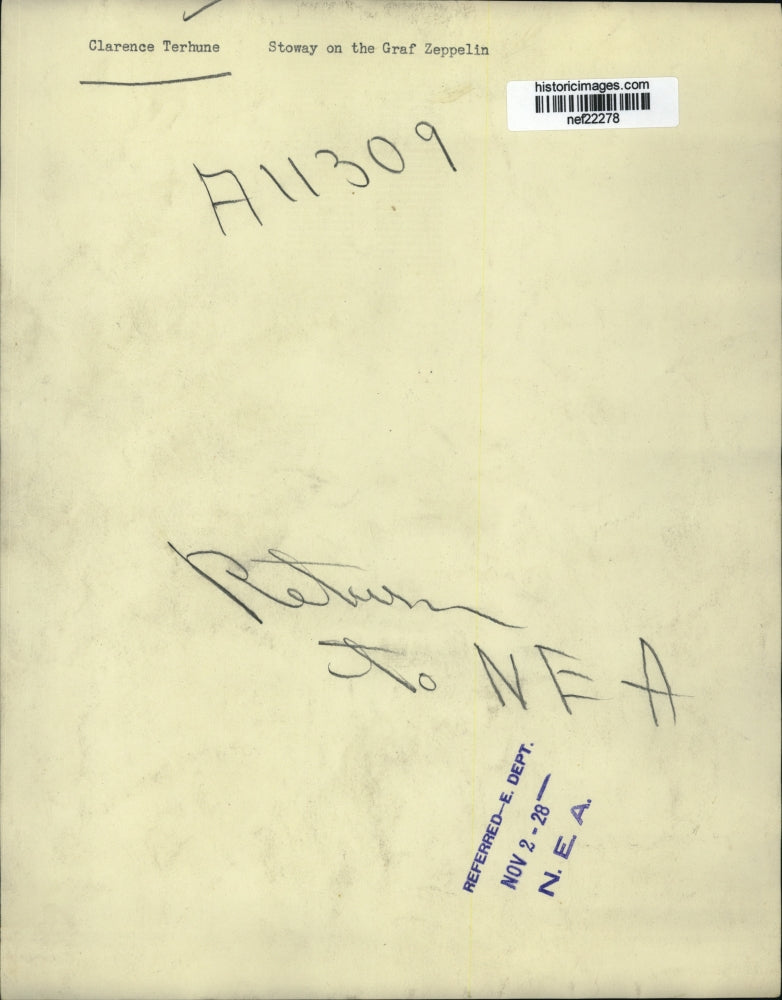 Clarence Terhune Stoway on the Graf Zeppelin
historicimages.com
nef22278
A11309
Return
to NEA
REFERRED—E. DEPT.
NOV 2 - 28 —
N. E. A.